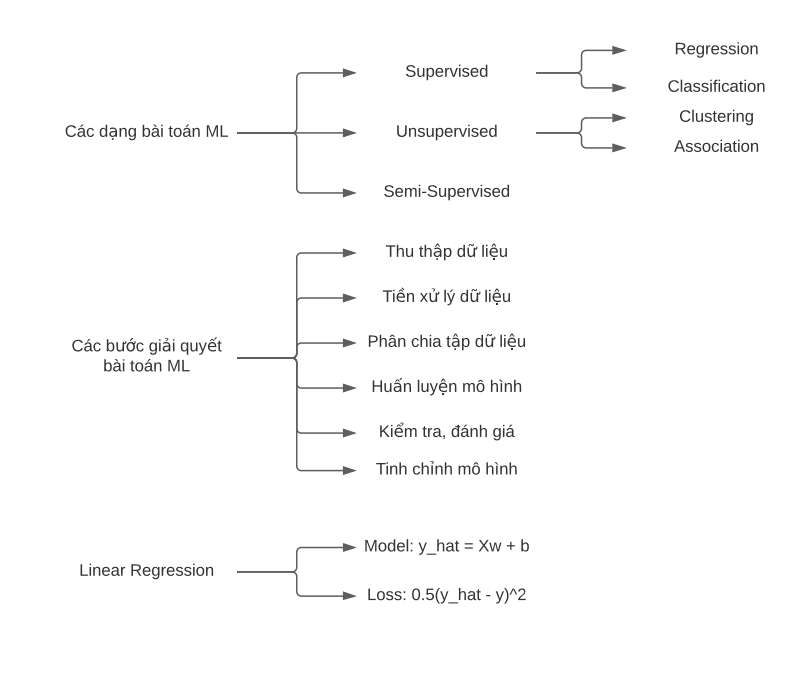 Các dạng bài toán ML
Supervised
Regression
Classification
Unsupervised
Clustering
Association
Semi-Supervised
Các bước giải quyết
bài toán ML
Thu thập dữ liệu
Tiền xử lý dữ liệu
Phân chia tập dữ liệu
Huấn luyện mô hình
Kiểm tra, đánh giá
Tinh chỉnh mô hình
Linear Regression
Model: y_hat = Xw + b
Loss: 0.5(y_hat - y)^2